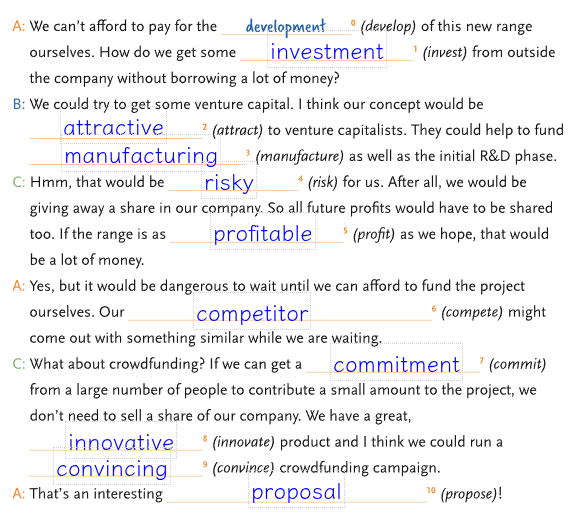 A: We can't afford to pay for the development 0 (develop) of this new range
ourselves. How do we get some investment 1 (invest) from outside
the company without borrowing a lot of money?
B: We could try to get some venture capital. I think our concept would be
attractive 2 (attract) to venture capitalists. They could help to fund
manufacturing 3 (manufacture) as well as the initial R&D phase.
C: Hmm, that would be risky 4 (risk) for us. After all, we would be
giving away a share in our company. So all future profits would have to be shared
too. If the range is as profitable 5 (profit) as we hope, that would
be a lot of money.
A: Yes, but it would be dangerous to wait until we can afford to fund the project
ourselves. Our competitor 6 (compete) might
come out with something similar while we are waiting.
C: What about crowdfunding? If we can get a commitment 7 (commit)
from a large number of people to contribute a small amount to the project, we
don't need to sell a share of our company. We have a great,
innovative 8 (innovate) product and I think we could run a
convincing 9 (convince) crowdfunding campaign.
A: That's an interesting proposal 10 (propose)!